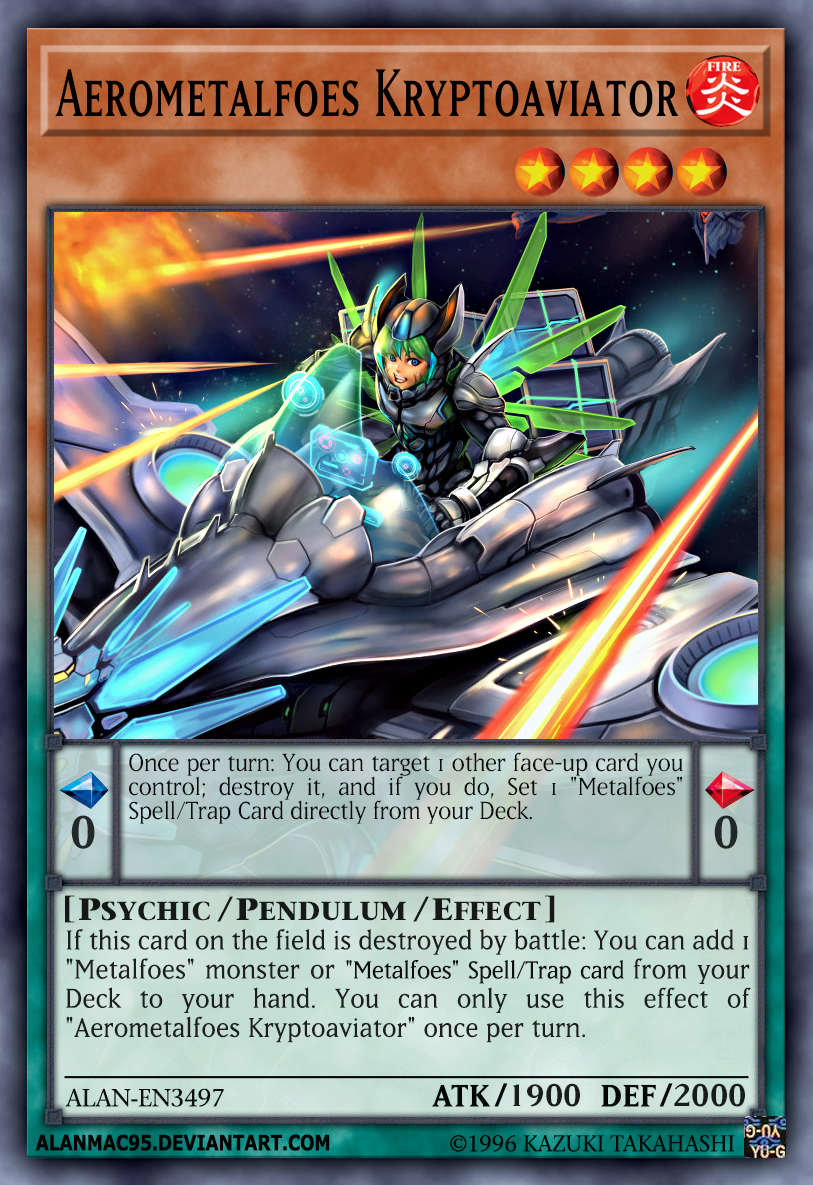 AEROMETALFOES KRYPTOAVIATOR
FIRE
炎
Once per turn: You can target 1 other face-up card you
control; destroy it, and if you do, Set 1 "Metalfoes"
Spell/Trap Card directly from your Deck.
0
0
[PSYCHIC /PENDULUM /EFFECT]
If this card on the field is destroyed by battle: You can add 1
"Metalfoes" monster or "Metalfoes" Spell/Trap card from your
Deck to your hand. You can only use this effect of
"Aerometalfoes Kryptoaviator" once per turn.
ALAN-EN3497
ATK/1900 DEF/2000
ALANMAC95.DEVIANTART.COM
©1996 KAZUKI TAKAHASHI
YU-G
YU-G